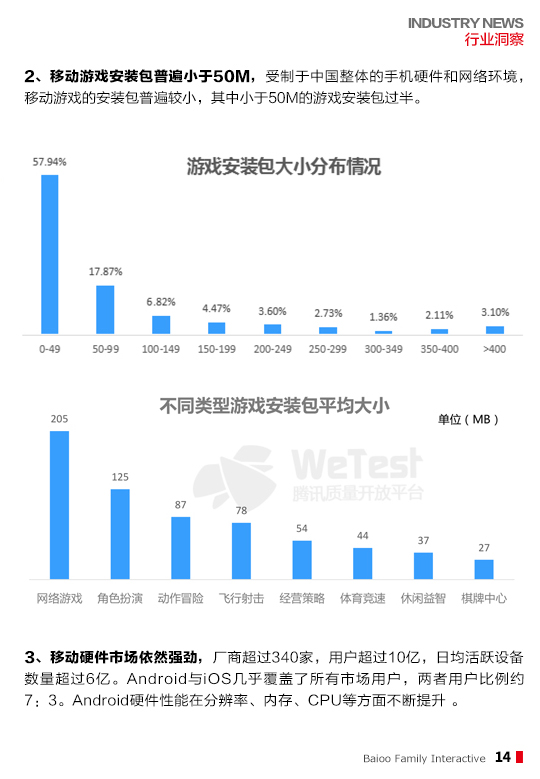 INDUSTRY NEWS
行业洞察
2、移动游戏安装包普遍小于50M，受制于中国整体的手机硬件和网络环境，
移动游戏的安装包普遍较小，其中小于50M的游戏安装包过半。
游戏安装包大小分布情况
57.94%
17.87%
6.82%
4.47%
3.60%
2.73%
1.36%
2.11%
3.10%
0-49 50-99 100-149 150-199 200-249 250-299 300-349 350-400 >400
不同类型游戏安装包平均大小
单位（MB）
205
125
87
78
54
44
37
27
WeTest
腾讯质量开放平台
网络游戏 角色扮演 动作冒险 飞行射击 经营策略 体育竞速 休闲益智 棋牌中心
3、移动硬件市场依然强劲，厂商超过340家，用户超过10亿，日均活跃设备
数量超过6亿。Android与iOS几乎覆盖了所有市场用户，两者用户比例约
7：3。Android硬件性能在分辨率、内存、CPU等方面不断提升 。
Baioo Family Interactive 14